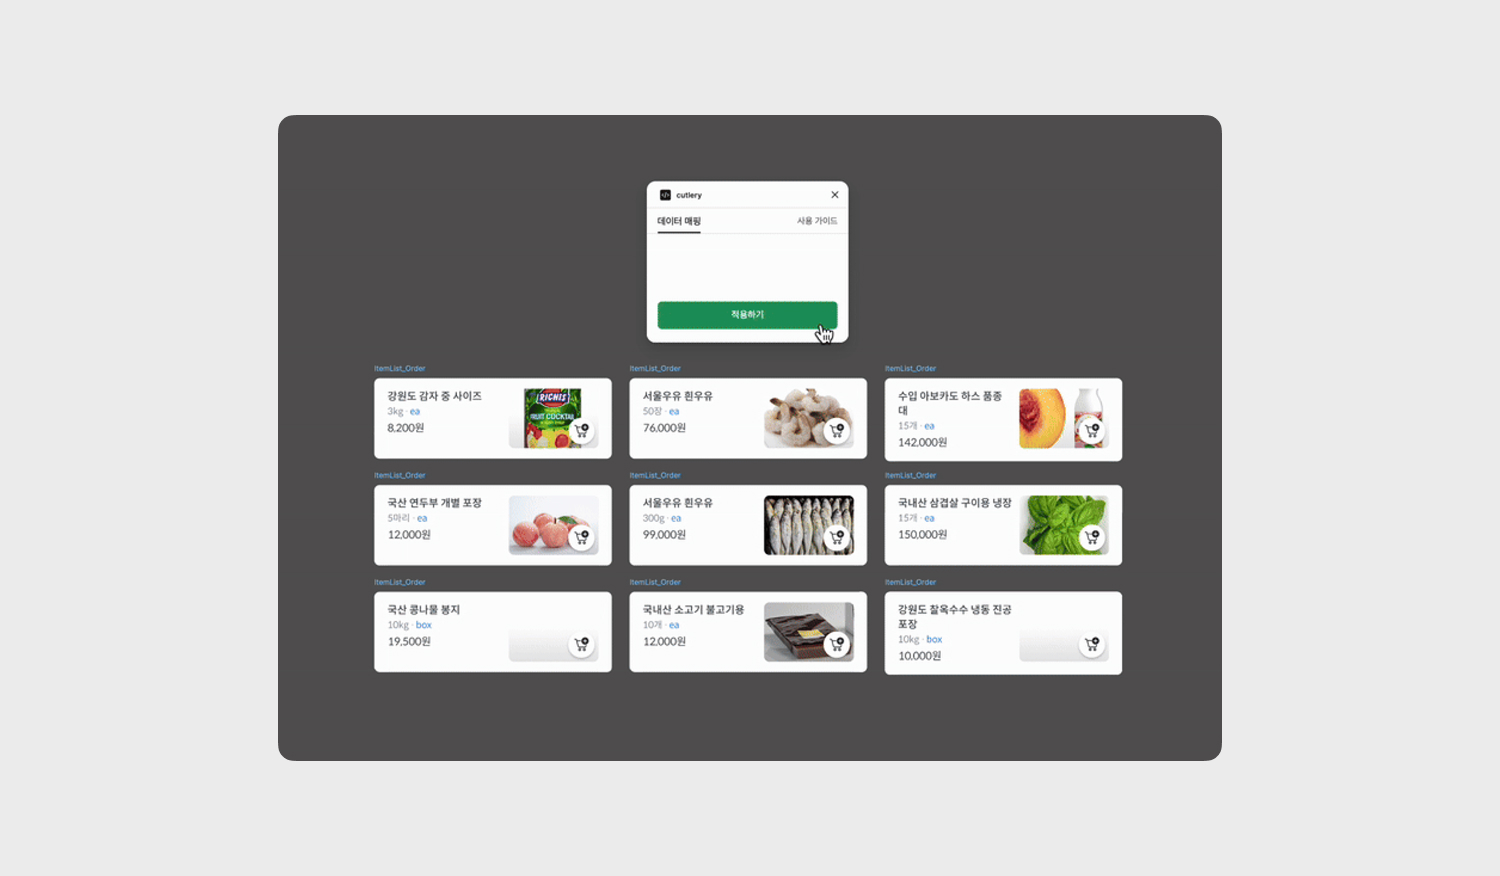 cutlery
데이터 매핑
사용 가이드
적용하기
ItemList_Order
강원도 감자 중 사이즈
3kg · ea
8,200원
RICHIS
FRUIT COCKTAIL
ItemList_Order
서울우유 흰우유
50장 · ea
76,000원
ItemList_Order
수입 아보카도 하스 품종
대
15개 · ea
142,000원
ItemList_Order
국산 연두부 개별 포장
5마리 · ea
12,000원
ItemList_Order
서울우유 흰우유
300g · ea
99,000원
ItemList_Order
국내산 삼겹살 구이용 냉장
15개 · ea
150,000원
ItemList_Order
국산 콩나물 봉지
10kg · box
19,500원
ItemList_Order
국내산 소고기 불고기용
10개 · ea
12,000원
ItemList_Order
강원도 찰옥수수 냉동 진공
포장
10kg · box
10,000원